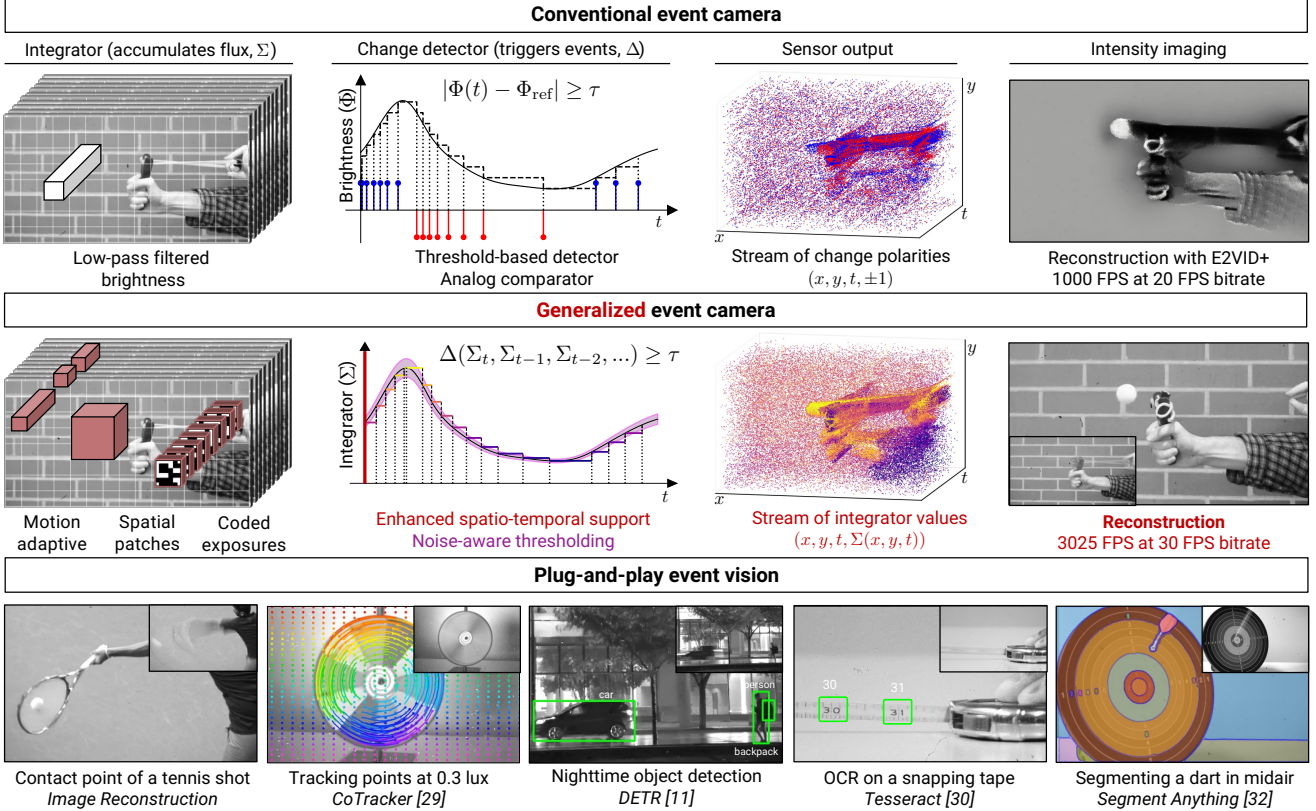 Conventional event camera
Integrator (accumulates flux, Σ)
Change detector (triggers events, Δ)
Sensor output
Intensity imaging
|Φ(t) − Φref| ≥ τ
Brightness (Φ)
t
y
t
x
Low-pass filtered
brightness
Threshold-based detector
Analog comparator
Stream of change polarities
(x, y, t, ±1)
Reconstruction with E2VID+
1000 FPS at 20 FPS bitrate
Generalized event camera
Δ(Σt, Σt−1, Σt−2, ...) ≥ τ
Integrator (Σ)
t
y
t
x
Motion
adaptive
Spatial
patches
Coded
exposures
Enhanced spatio-temporal support
Noise-aware thresholding
Stream of integrator values
(x, y, t, Σ(x, y, t))
Reconstruction
3025 FPS at 30 FPS bitrate
Plug-and-play event vision
car
person
backpack
30
31
30
31
Contact point of a tennis shot
Image Reconstruction
Tracking points at 0.3 lux
CoTracker [29]
Nighttime object detection
DETR [11]
OCR on a snapping tape
Tesseract [30]
Segmenting a dart in midair
Segment Anything [32]